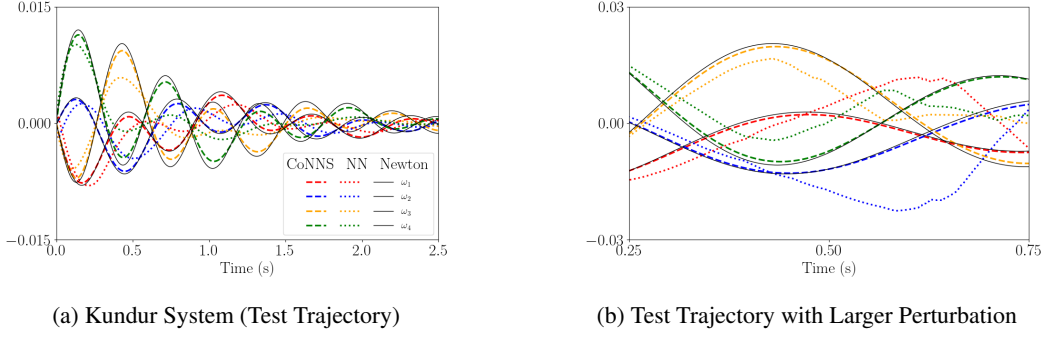 0.015
0.000
−0.015
0.0 0.5 1.0 1.5 2.0 2.5
Time (s)
CoNNS NN Newton
ω₁
ω₂
ω₃
ω₄
(a) Kundur System (Test Trajectory)
0.03
0.00
−0.03
0.25 0.50 0.75
Time (s)
(b) Test Trajectory with Larger Perturbation